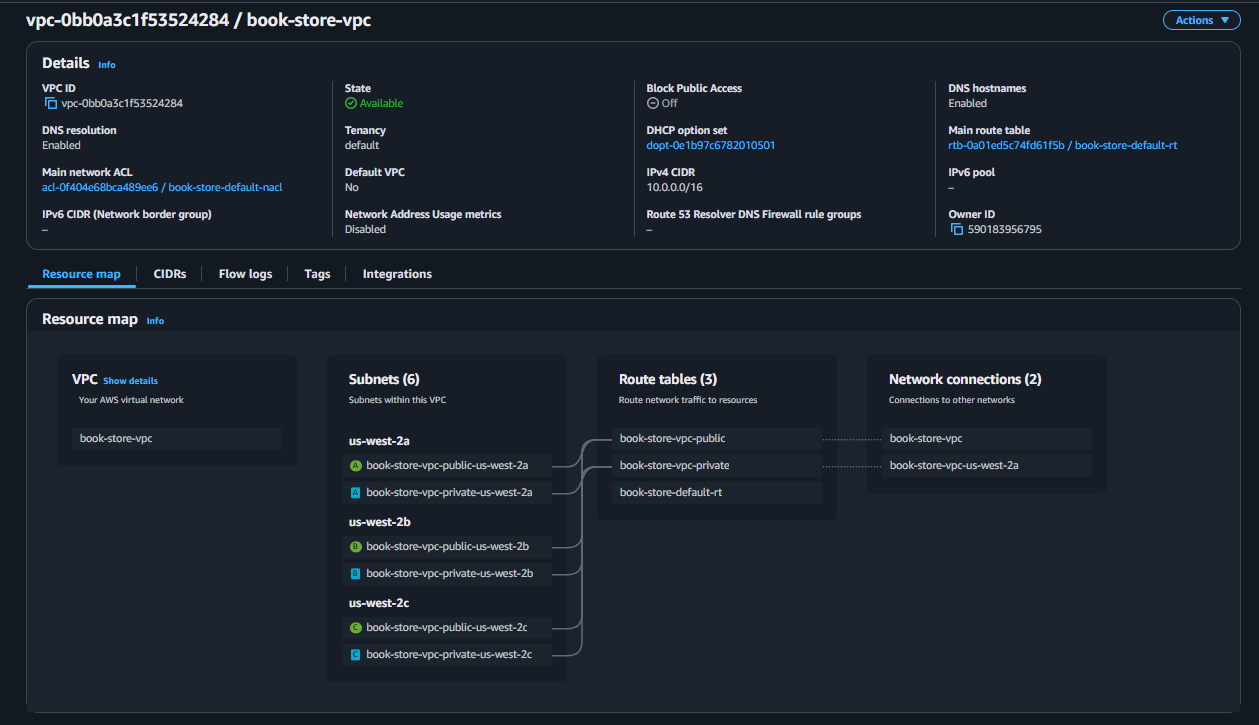 vpc-0bb0a3c1f53524284 / book-store-vpc
Actions
Details Info
VPC ID
vpc-0bb0a3c1f53524284
State
Available
Block Public Access
Off
DNS hostnames
Enabled
DNS resolution
Enabled
Tenancy
default
DHCP option set
dopt-0e1b97c6782010501
Main route table
rtb-0a01ed5c74fd61f5b / book-store-default-rt
Main network ACL
acl-0f404e68bca489ee6 / book-store-default-nacl
Default VPC
No
IPv4 CIDR
10.0.0.0/16
IPv6 pool
–
IPv6 CIDR (Network border group)
–
Network Address Usage metrics
Disabled
Route 53 Resolver DNS Firewall rule groups
–
Owner ID
590183956795
Resource map
CIDRs
Flow logs
Tags
Integrations
Resource map Info
VPC Show details
Your AWS virtual network
book-store-vpc
Subnets (6)
Subnets within this VPC
us-west-2a
A book-store-vpc-public-us-west-2a
A book-store-vpc-private-us-west-2a
us-west-2b
B book-store-vpc-public-us-west-2b
B book-store-vpc-private-us-west-2b
us-west-2c
C book-store-vpc-public-us-west-2c
C book-store-vpc-private-us-west-2c
Route tables (3)
Route network traffic to resources
book-store-vpc-public
book-store-vpc-private
book-store-default-rt
Network connections (2)
Connections to other networks
book-store-vpc
book-store-vpc-us-west-2a